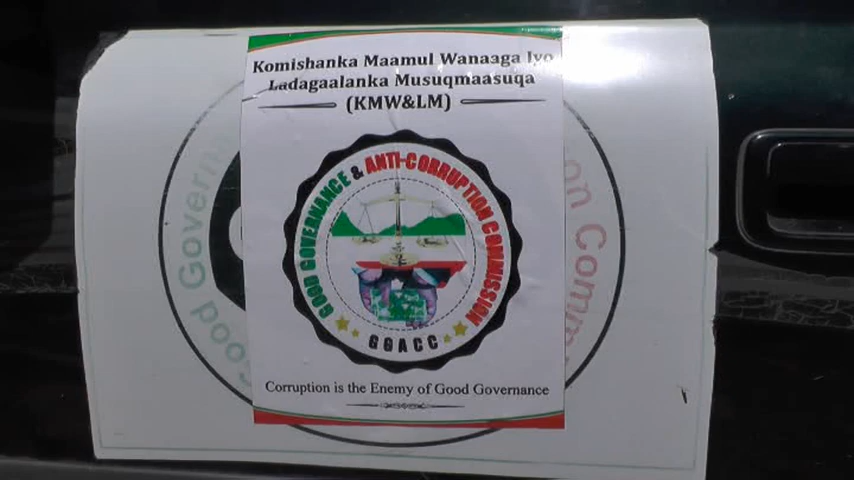 Komishanka Maamul Wanaaga Iyo
Ladagaalanka Musuqmaasuqa
(KMW&LM)
GOOD GOVERNANCE & ANTI-CORRUPTION COMMISSION
GGACC
Corruption is the Enemy of Good Governance
Good Govern
on Comm